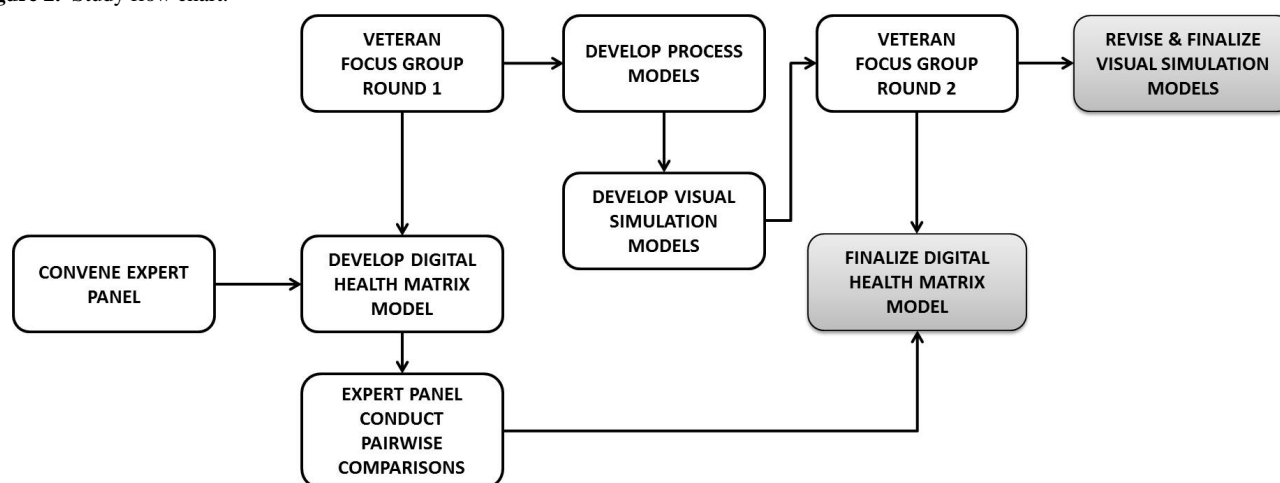 Figure 2. Study flow chart.
VETERAN
FOCUS GROUP
ROUND 1
DEVELOP PROCESS
MODELS
VETERAN
FOCUS GROUP
ROUND 2
REVISE & FINALIZE
VISUAL SIMULATION
MODELS
DEVELOP VISUAL
SIMULATION
MODELS
CONVENE EXPERT
PANEL
DEVELOP DIGITAL
HEALTH MATRIX
MODEL
FINALIZE DIGITAL
HEALTH MATRIX
MODEL
EXPERT PANEL
CONDUCT
PAIRWISE
COMPARISONS